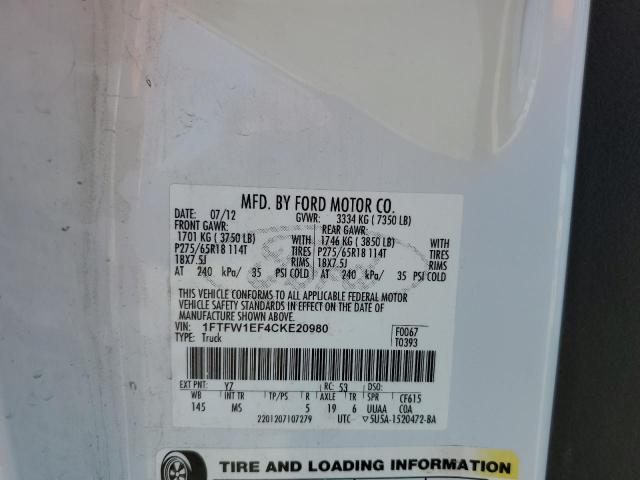 MFD. BY FORD MOTOR CO.
DATE: 07/12 GVWR: 3334 KG ( 7350 LB)
FRONT GAWR: REAR GAWR:
1701 KG ( 3750 LB) WITH 1746 KG ( 3850 LB) WITH
P275/65R18 114T TIRES P275/65R18 114T TIRES
18X7.5J RIMS 18X7.5J RIMS
AT 240 kPa/ 35 PSI COLD AT 240 kPa/ 35 PSI COLD
THIS VEHICLE CONFORMS TO ALL APPLICABLE FEDERAL MOTOR
VEHICLE SAFETY STANDARDS IN EFFECT ON THE DATE OF
MANUFACTURE SHOWN ABOVE.
VIN: 1FTFW1EF4CKE20980 F0067
TYPE: Truck T0393
EXT PNT: YZ RC: 53 DSO:
WB INT TR TP/PS R AXLE TR SPR CF615
145 MS 5 19 6 UUAA COA
2201207107279 UTC ▽5U5A-1520472-BA
TIRE AND LOADING INFORMATION